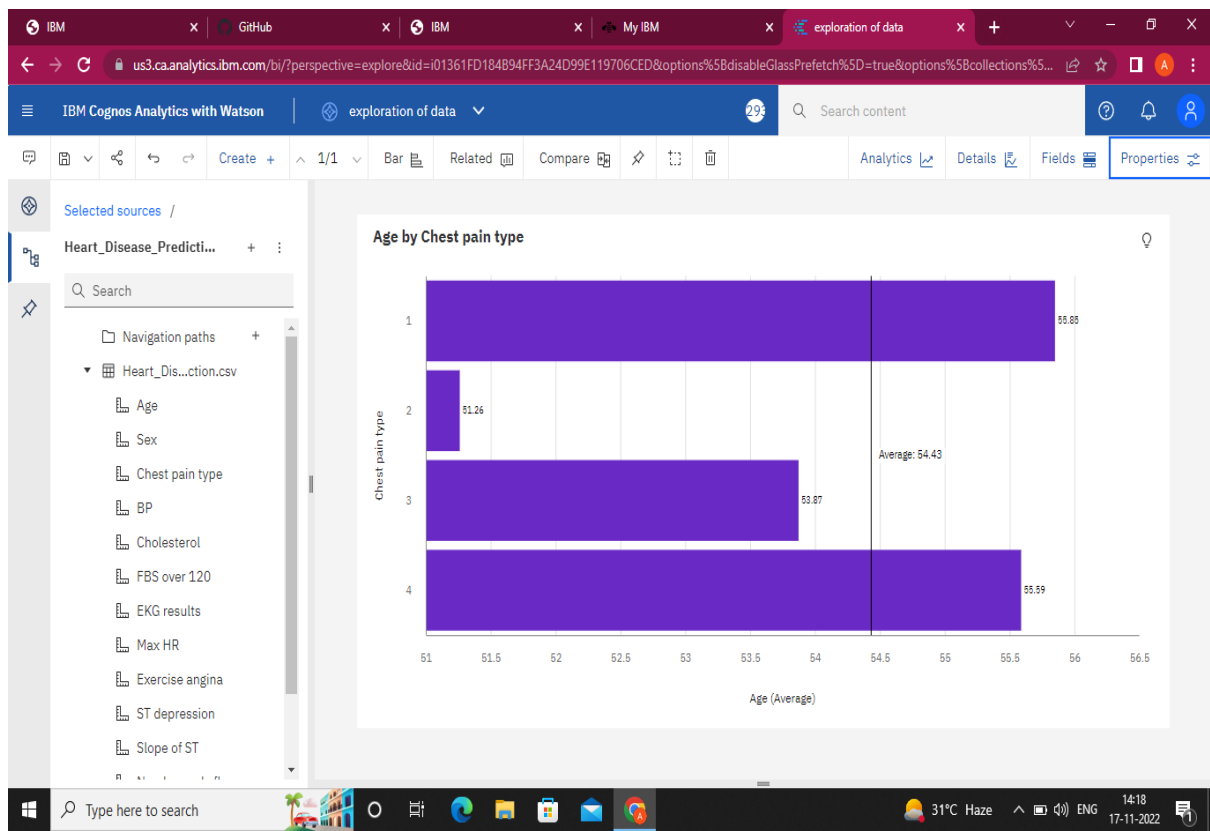 IBM
GitHub
IBM
My IBM
exploration of data
us3.ca.analytics.ibm.com/bi/?perspective=explore&id=i01361FD184B94FF3A24D99E119706CED&options%5BdisableGlassPrefetch%5D=true&options%5Bcollections%5...
A
IBM Cognos Analytics with Watson
exploration of data
293
Search content
Create +
1/1
Bar
Related
Compare
Analytics
Details
Fields
Properties
Selected sources /
Heart_Disease_Predicti...
Search
Navigation paths
Heart_Dis...ction.csv
Age
Sex
Chest pain type
BP
Cholesterol
FBS over 120
EKG results
Max HR
Exercise angina
ST depression
Slope of ST
Age by Chest pain type
Chest pain type
1
55.85
2
51.26
Average: 54.43
3
53.87
4
55.59
51 51.5 52 52.5 53 53.5 54 54.5 55 55.5 56 56.5
Age (Average)
Type here to search
31°C Haze
ENG
14:18
17-11-2022